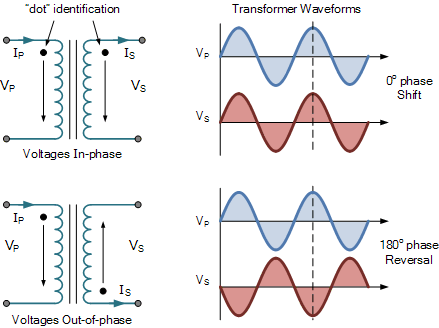 “dot” identification
Transformer Waveforms
IP
IS
VP
VS
Voltages In-phase
VP
VS
0° phase
Shift
IP
VP
VS
IS
Voltages Out-of-phase
VP
VS
180° phase
Reversal